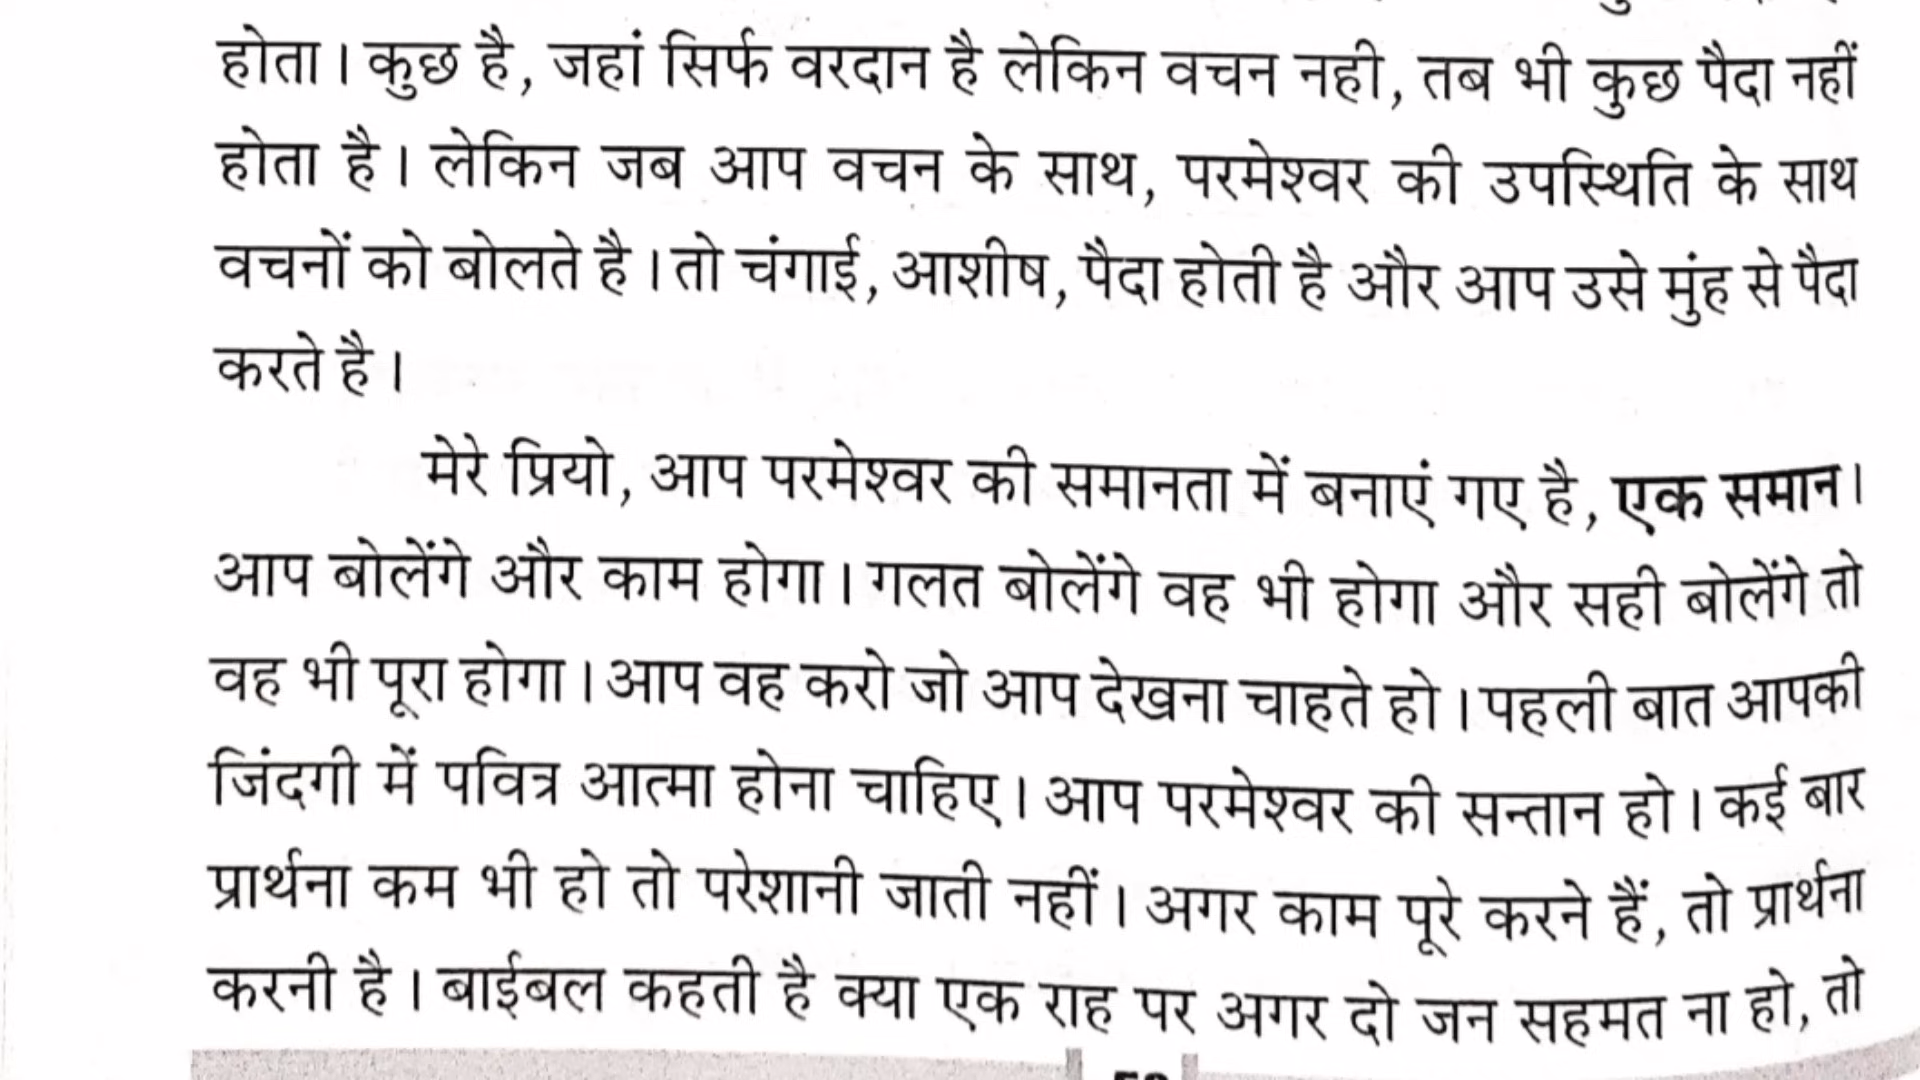 होता। कुछ है, जहां सिर्फ वरदान है लेकिन वचन नही, तब भी कुछ पैदा नहीं
होता है। लेकिन जब आप वचन के साथ, परमेश्वर की उपस्थिति के साथ
वचनों को बोलते है। तो चंगाई, आशीष, पैदा होती है और आप उसे मुंह से पैदा
करते है।
मेरे प्रियो, आप परमेश्वर की समानता में बनाएं गए है, एक समान।
आप बोलेंगे और काम होगा। गलत बोलेंगे वह भी होगा और सही बोलेंगे तो
वह भी पूरा होगा। आप वह करो जो आप देखना चाहते हो। पहली बात आपकी
जिंदगी में पवित्र आत्मा होना चाहिए। आप परमेश्वर की सन्तान हो। कई बार
प्रार्थना कम भी हो तो परेशानी जाती नहीं। अगर काम पूरे करने हैं, तो प्रार्थना
करनी है। बाईबल कहती है क्या एक राह पर अगर दो जन सहमत ना हो, तो